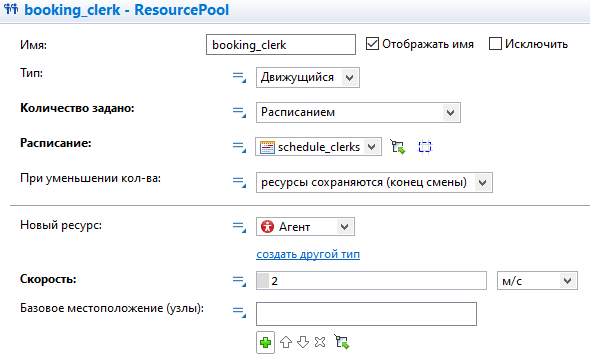 booking_clerk - ResourcePool
Имя: booking_clerk Отображать имя Исключить
Тип: Движущийся
Количество задано: Расписанием
Расписание: schedule_clerks
При уменьшении кол-ва: ресурсы сохраняются (конец смены)
Новый ресурс: Агент
создать другой тип
Скорость: 2 м/с
Базовое местоположение (узлы):